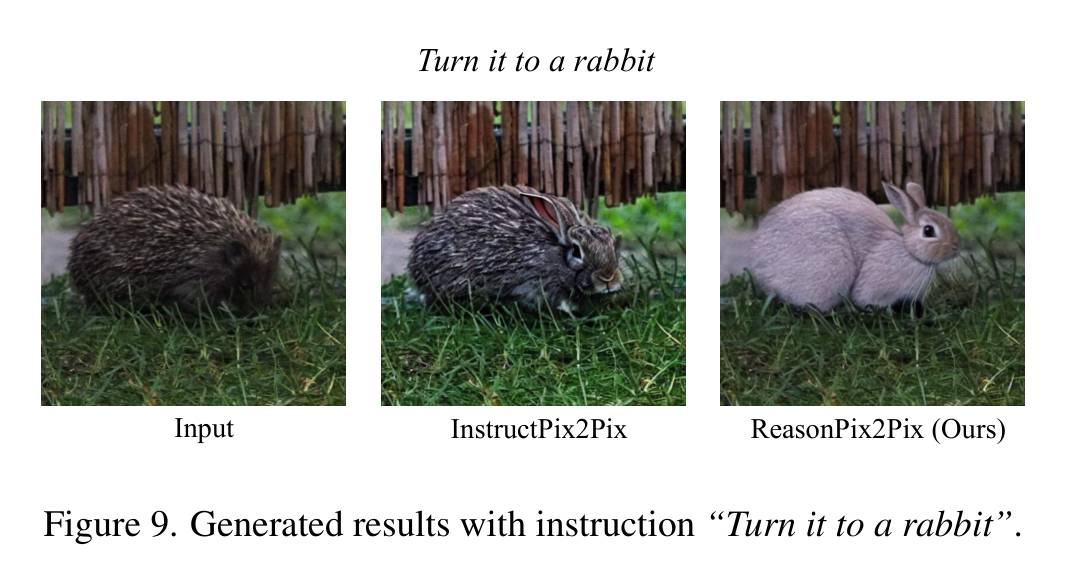 Turn it to a rabbit
Input
InstructPix2Pix
ReasonPix2Pix (Ours)
Figure 9. Generated results with instruction “Turn it to a rabbit”.